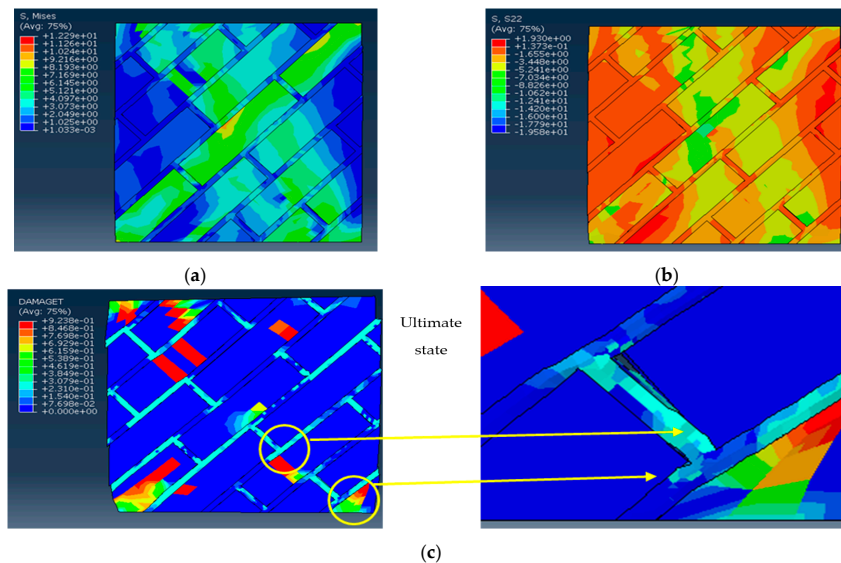 S, Mises
(Avg: 75%)
+1.229e+01
+1.126e+01
+1.024e+01
+9.216e+00
+8.193e+00
+7.169e+00
+6.145e+00
+5.121e+00
+4.097e+00
+3.073e+00
+2.049e+00
+1.025e+00
+1.033e-03
(a)
S, S22
(Avg: 75%)
+1.930e+00
+1.373e-01
-1.655e+00
-3.448e+00
-5.241e+00
-7.034e+00
-8.826e+00
-1.062e+01
-1.241e+01
-1.420e+01
-1.600e+01
-1.779e+01
-1.958e+01
(b)
DAMAGET
(Avg: 75%)
+9.238e-01
+8.468e-01
+7.698e-01
+6.929e-01
+6.159e-01
+5.389e-01
+4.619e-01
+3.849e-01
+3.079e-01
+2.310e-01
+1.540e-01
+7.698e-02
+0.000e+00
Ultimate
state
(c)